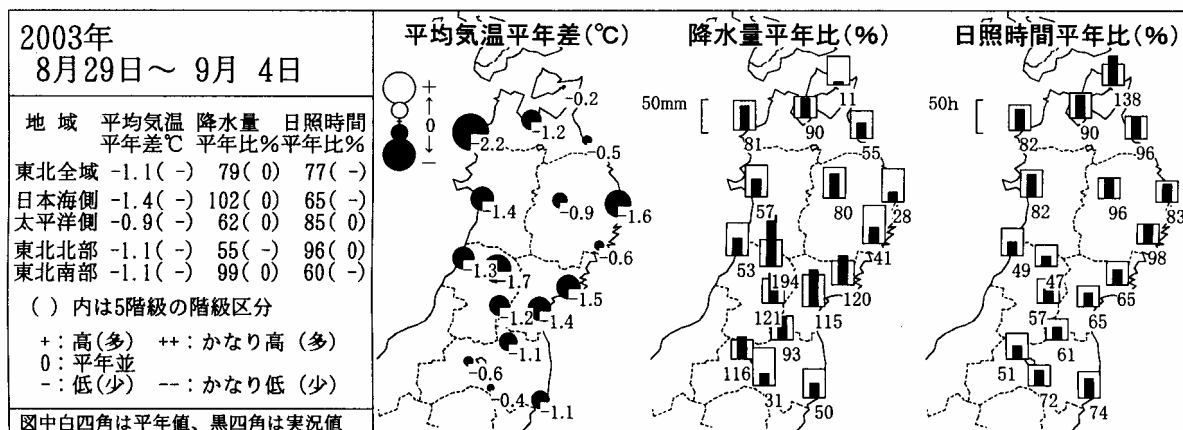 2003年
8月29日～ 9月 4日
＋
↑
0
↓
－
地 域 平均気温 降水量 日照時間
平年差℃ 平年比% 平年比%
東北全域 -1.1( -) 79( 0) 77( -)
日本海側 -1.4( -) 102( 0) 65( -)
太平洋側 -0.9( -) 62( 0) 85( 0)
東北北部 -1.1( -) 55( -) 96( 0)
東北南部 -1.1( -) 99( 0) 60( -)
( ) 内は5階級の階級区分
+：高(多) ++：かなり高 (多)
0：平年並
-：低(少) --：かなり低 (少)
図中白四角は平年値、黒四角は実況値
平均気温平年差(℃)
-0.2
-1.2
-2.2
-0.5
-1.4
-0.9
-1.6
-0.6
-1.3
-1.7
-1.5
-1.2
-1.4
-1.1
-0.6
-0.4
-1.1
降水量平年比(%)
50mm
11
90
81
55
57
80
28
41
53
194
120
121
115
93
116
31
50
日照時間平年比(%)
50h
138
90
82
96
82
96
83
98
49
47
65
57
65
61
51
72
74